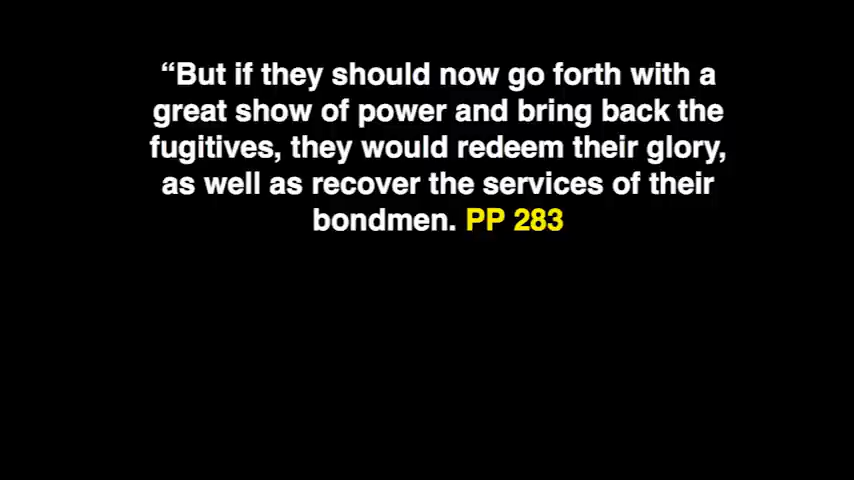 “But if they should now go forth with a
great show of power and bring back the
fugitives, they would redeem their glory,
as well as recover the services of their
bondmen. PP 283